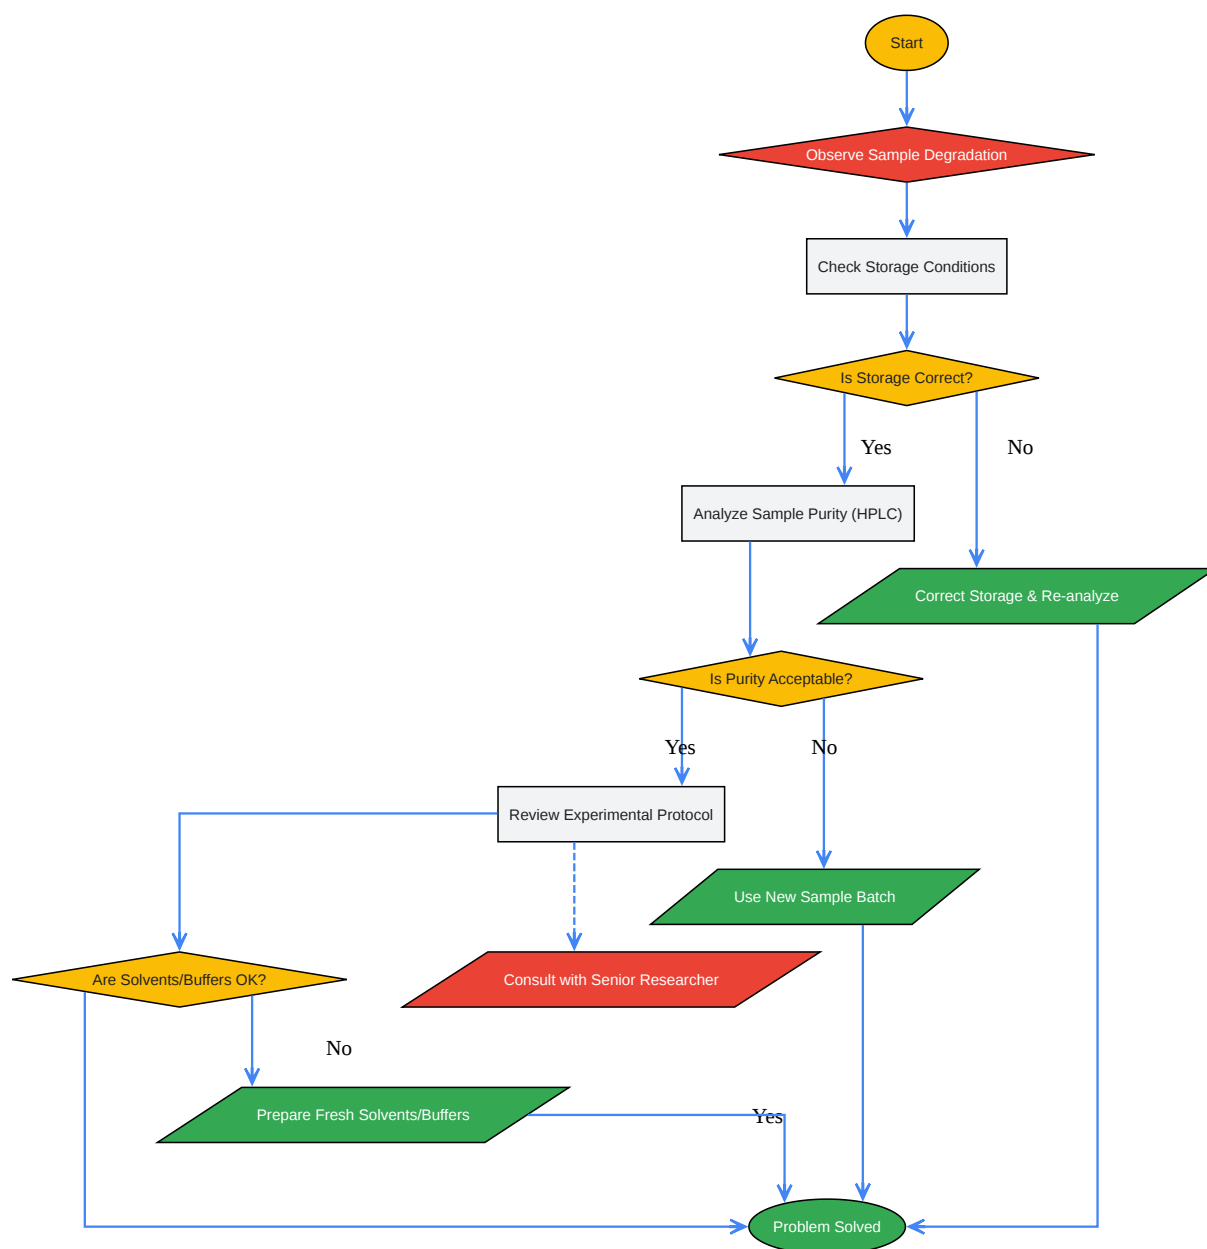 Start
Observe Sample Degradation
Check Storage Conditions
Is Storage Correct?
Yes
No
Analyze Sample Purity (HPLC)
Correct Storage & Re-analyze
Is Purity Acceptable?
Yes
No
Review Experimental Protocol
Use New Sample Batch
Are Solvents/Buffers OK?
Consult with Senior Researcher
No
Prepare Fresh Solvents/Buffers
Yes
Problem Solved